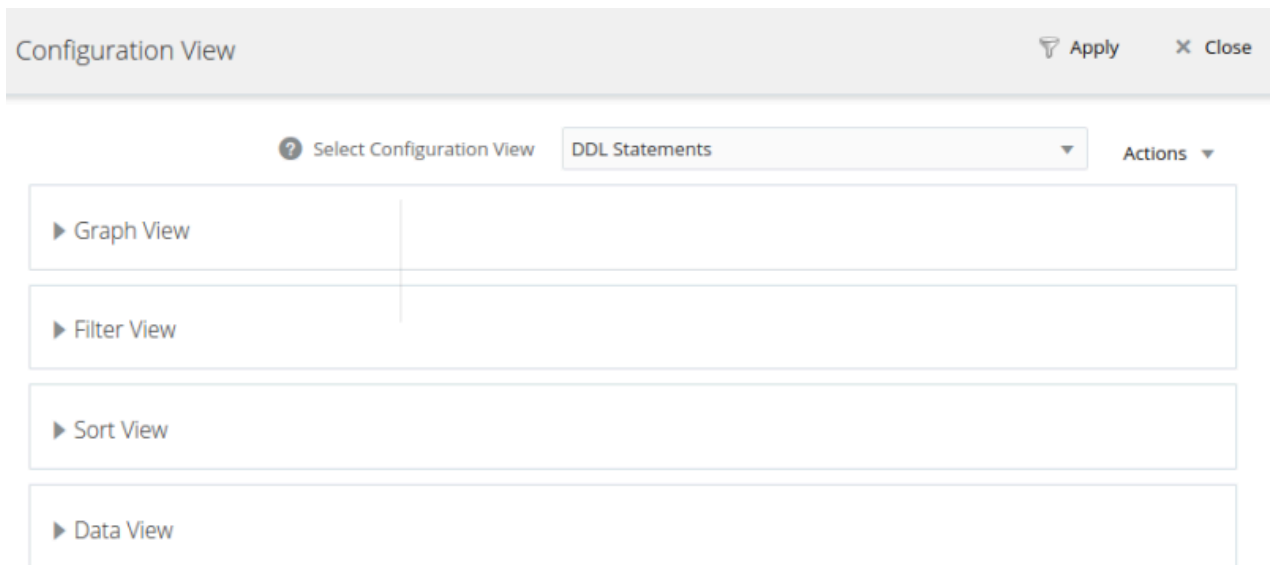 Configuration View
Apply
Close
Select Configuration View
DDL Statements
Actions
Graph View
Filter View
Sort View
Data View